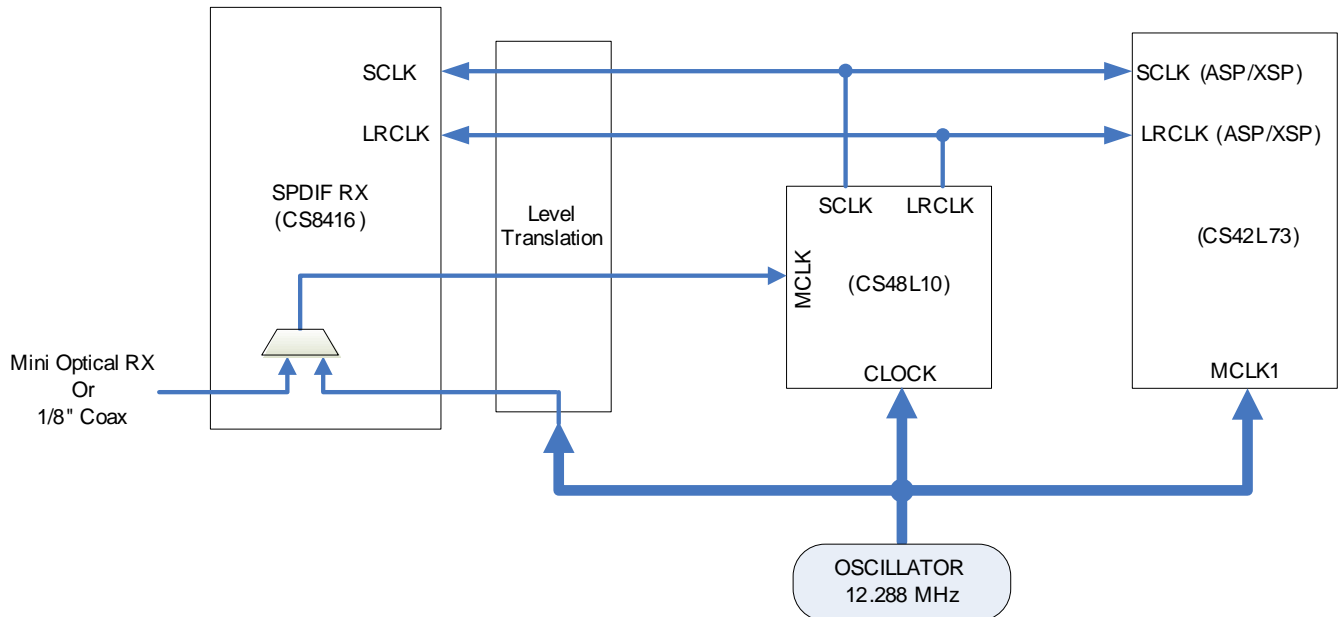 SCLK
SCLK (ASP/XSP)
LRCLK
LRCLK (ASP/XSP)
SPDIF RX
(CS8416)
Level
Translation
SCLK
LRCLK
MCLK
(CS48L10)
(CS42L73)
Mini Optical RX
Or
1/8" Coax
CLOCK
MCLK1
OSCILLATOR
12.288 MHz